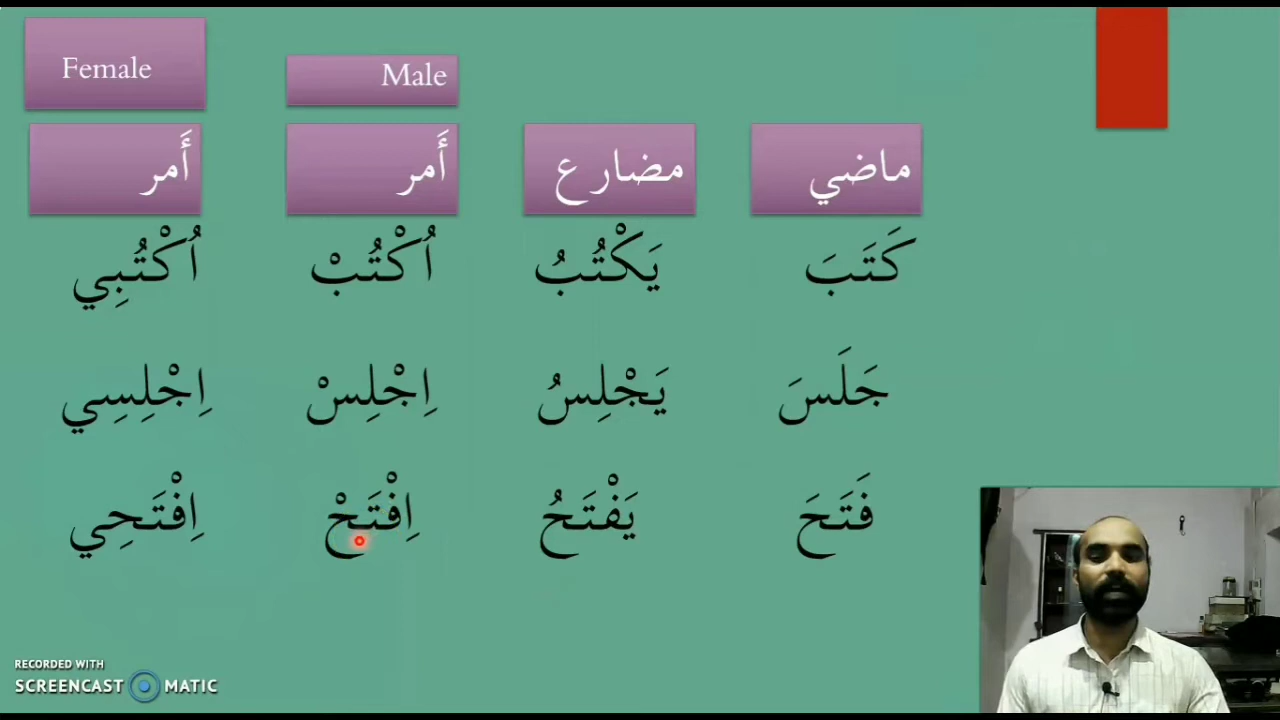 Female Male
ماضي مضارع أَمر أَمر
كَتَبَ يَكْتُبُ اُكْتُبْ اُكْتُبِي
جَلَسَ يَجْلِسُ اِجْلِسْ اِجْلِسِي
فَتَحَ يَفْتَحُ اِفْتَحْ اِفْتَحِي
RECORDED WITH
SCREENCAST MATIC